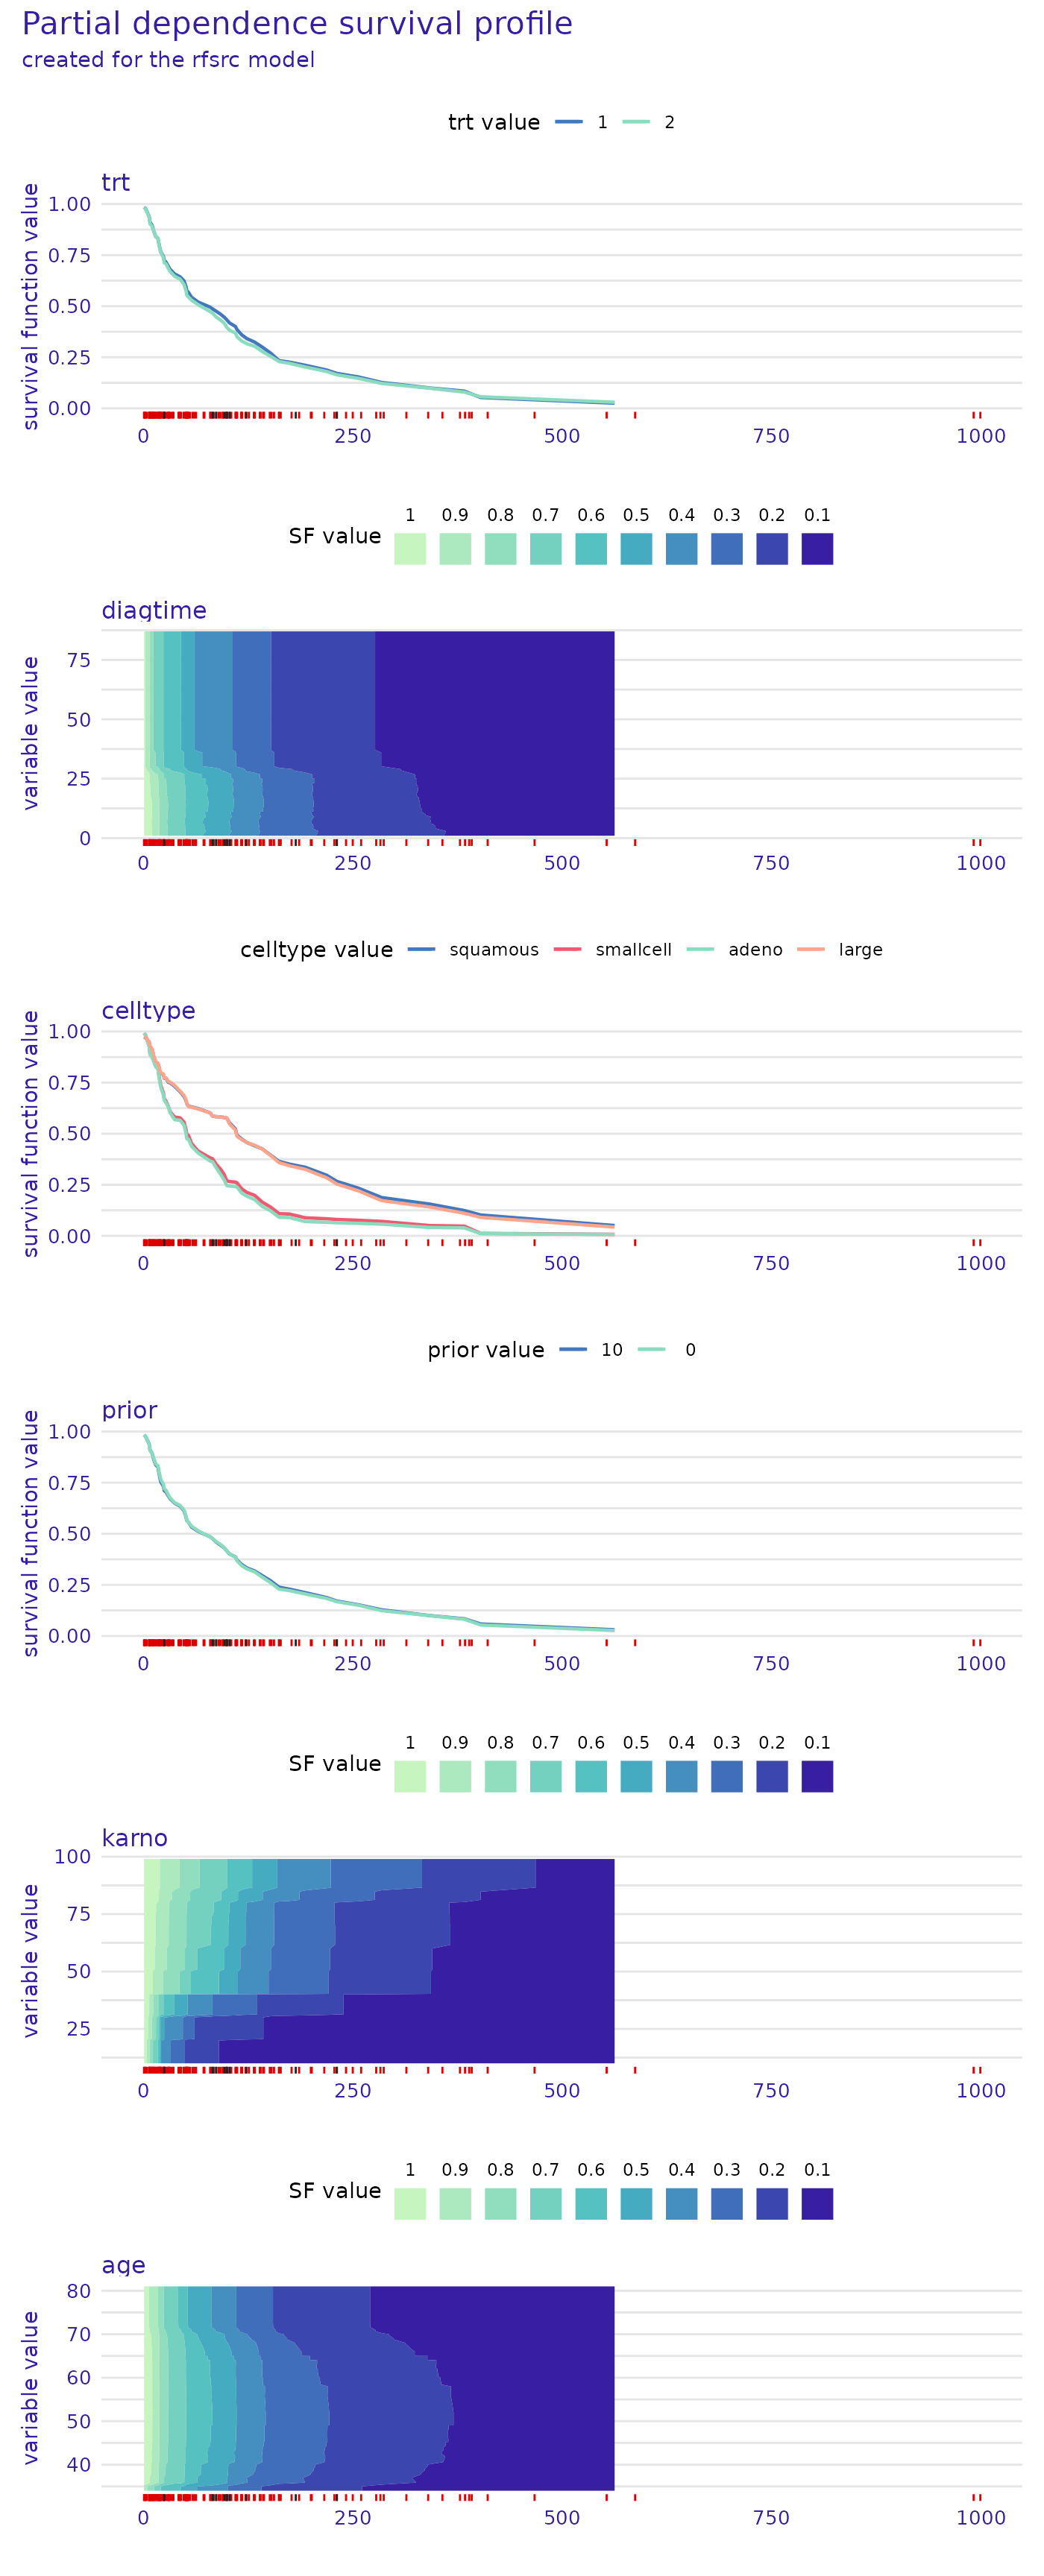 Partial dependence survival profile
created for the rfsrc model
trt value 1 2
trt
survival function value
1.00
0.75
0.50
0.25
0.00
0 250 500 750 1000
1 0.9 0.8 0.7 0.6 0.5 0.4 0.3 0.2 0.1
SF value
diagtime
variable value
75
50
25
0
0 250 500 750 1000
celltype value squamous smallcell adeno large
celltype
survival function value
1.00
0.75
0.50
0.25
0.00
0 250 500 750 1000
prior value 10 0
prior
survival function value
1.00
0.75
0.50
0.25
0.00
0 250 500 750 1000
1 0.9 0.8 0.7 0.6 0.5 0.4 0.3 0.2 0.1
SF value
karno
variable value
100
75
50
25
0 250 500 750 1000
1 0.9 0.8 0.7 0.6 0.5 0.4 0.3 0.2 0.1
SF value
age
variable value
80
70
60
50
40
0 250 500 750 1000